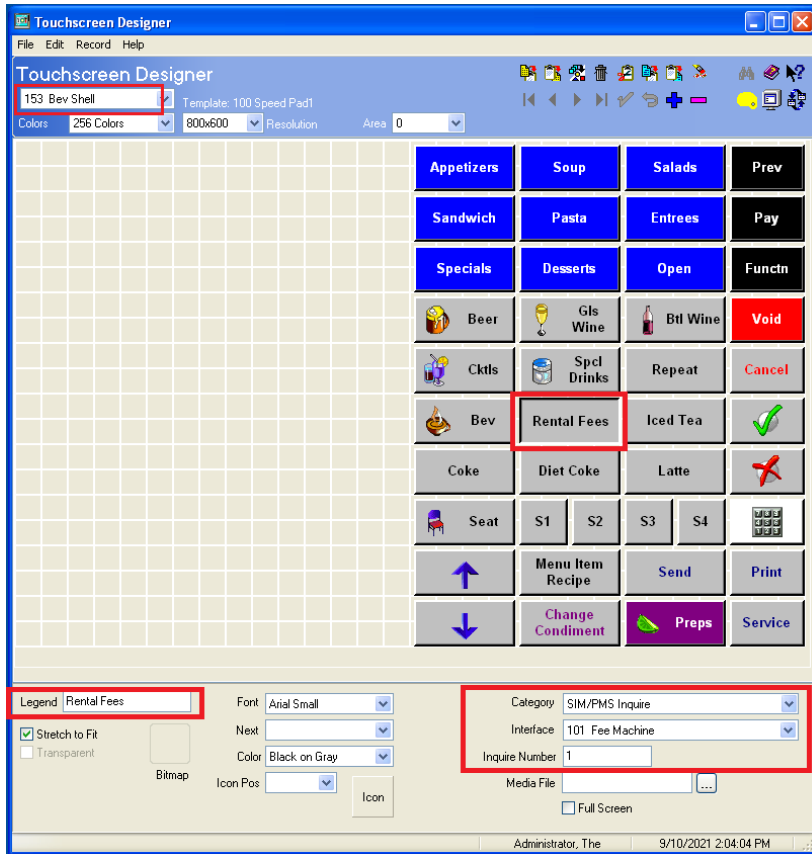 Touchscreen Designer
File Edit Record Help
Touchscreen Designer
153 Bev Shell
Template: 100 Speed Pad1
Colors 256 Colors 800x600 Resolution Area 0
Appetizers Soup Salads Prev
Sandwich Pasta Entrees Pay
Specials Desserts Open Functn
Beer Gls Wine Btl Wine Void
Cktls Spcl Drinks Repeat Cancel
Bev Rental Fees Iced Tea
Coke Diet Coke Latte
Seat S1 S2 S3 S4
Menu Item Recipe Send Print
Change Condiment Preps Service
Legend Rental Fees Font Arial Small Category SIM/PMS Inquire
Stretch to Fit Next Interface 101 Fee Machine
Transparent Color Black on Gray Inquire Number 1
Bitmap Icon Pos Icon Media File ...
Full Screen
Administrator, The 9/10/2021 2:04:04 PM